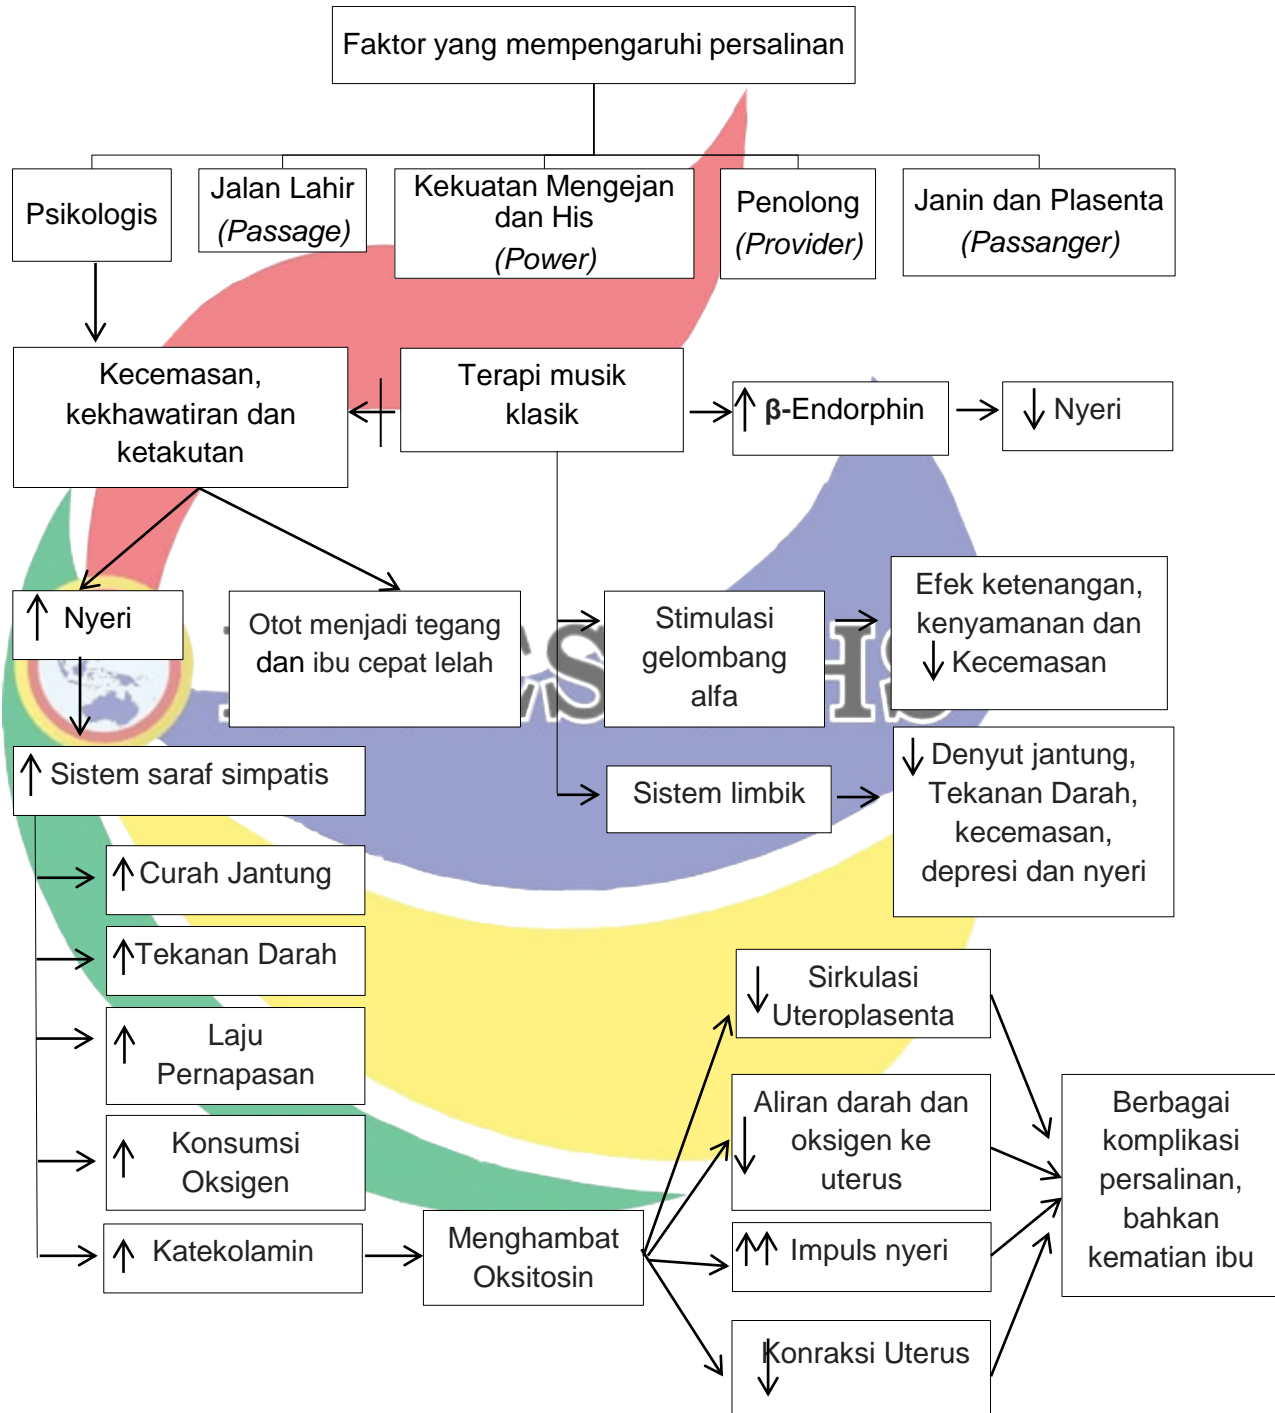 Faktor yang mempengaruhi persalinan
Psikologis
Jalan Lahir
(Passage)
Kekuatan Mengejan
dan His
(Power)
Penolong
(Provider)
Janin dan Plasenta
(Passanger)
Kecemasan,
kekhawatiran dan
ketakutan
Terapi musik
klasik
↑ β-Endorphin
↓ Nyeri
↑ Nyeri
Otot menjadi tegang
dan ibu cepat lelah
Stimulasi
gelombang
alfa
Efek ketenangan,
kenyamanan dan
↓ Kecemasan
↑ Sistem saraf simpatis
Sistem limbik
↓ Denyut jantung,
Tekanan Darah,
kecemasan,
depresi dan nyeri
↑ Curah Jantung
↑ Tekanan Darah
↑ Laju
Pernapasan
↑ Konsumsi
Oksigen
↑ Katekolamin
Menghambat
Oksitosin
↓ Sirkulasi
Uteroplasenta
↓ Aliran darah dan
oksigen ke
uterus
↑↑ Impuls nyeri
↓ Konraksi Uterus
Berbagai
komplikasi
persalinan,
bahkan
kematian ibu